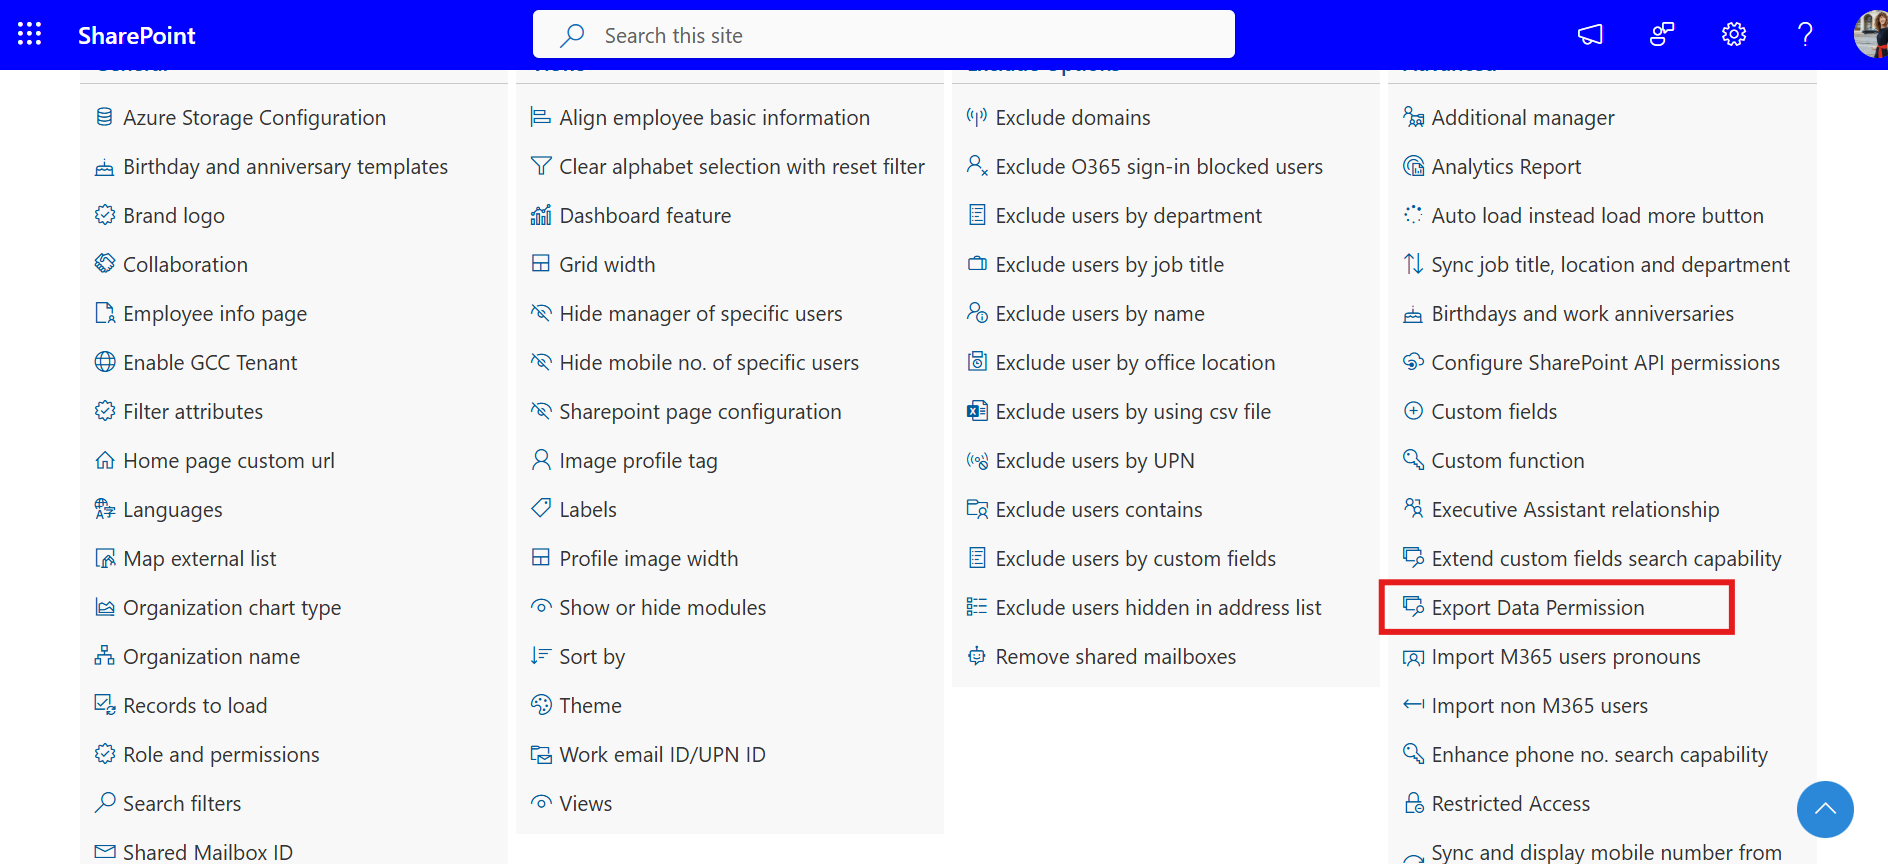 SharePoint
Search this site
General
Views
Exclude Options
Advanced
Azure Storage Configuration
Birthday and anniversary templates
Brand logo
Collaboration
Employee info page
Enable GCC Tenant
Filter attributes
Home page custom url
Languages
Map external list
Organization chart type
Organization name
Records to load
Role and permissions
Search filters
Shared Mailbox ID
Align employee basic information
Clear alphabet selection with reset filter
Dashboard feature
Grid width
Hide manager of specific users
Hide mobile no. of specific users
Sharepoint page configuration
Image profile tag
Labels
Profile image width
Show or hide modules
Sort by
Theme
Work email ID/UPN ID
Views
Exclude domains
Exclude O365 sign-in blocked users
Exclude users by department
Exclude users by job title
Exclude users by name
Exclude user by office location
Exclude users by using csv file
Exclude users by UPN
Exclude users contains
Exclude users by custom fields
Exclude users hidden in address list
Remove shared mailboxes
Additional manager
Analytics Report
Auto load instead load more button
Sync job title, location and department
Birthdays and work anniversaries
Configure SharePoint API permissions
Custom fields
Custom function
Executive Assistant relationship
Extend custom fields search capability
Export Data Permission
Import M365 users pronouns
Import non M365 users
Enhance phone no. search capability
Restricted Access
Sync and display mobile number from